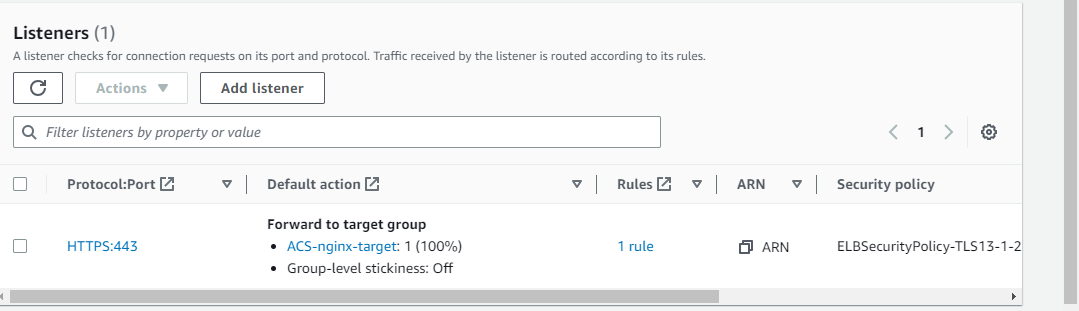 Listeners (1)
A listener checks for connection requests on its port and protocol. Traffic received by the listener is routed according to its rules.
Actions Add listener
Filter listeners by property or value 1
Protocol:Port Default action Rules ARN Security policy
Forward to target group
HTTPS:443 ACS-nginx-target: 1 (100%) 1 rule ARN ELBSecurityPolicy-TLS13-1-2
Group-level stickiness: Off